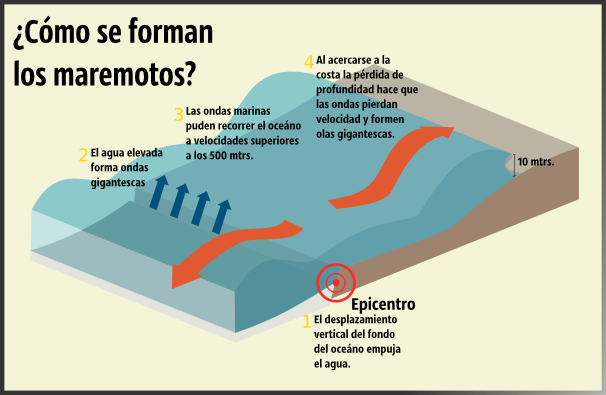 ¿Cómo se forman
los maremotos?
4 Al acercarse a la
costa la pérdida de
profundidad hace que
las ondas pierdan
velocidad y formen
olas gigantescas.
3 Las ondas marinas
pueden recorrer el océano
a velocidades superiores
a los 500 mtrs.
2 El agua elevada
forma ondas
gigantescas
10 mtrs.
Epicentro
1 El desplazamiento
vertical del fondo
del oceáno empuja
el agua.